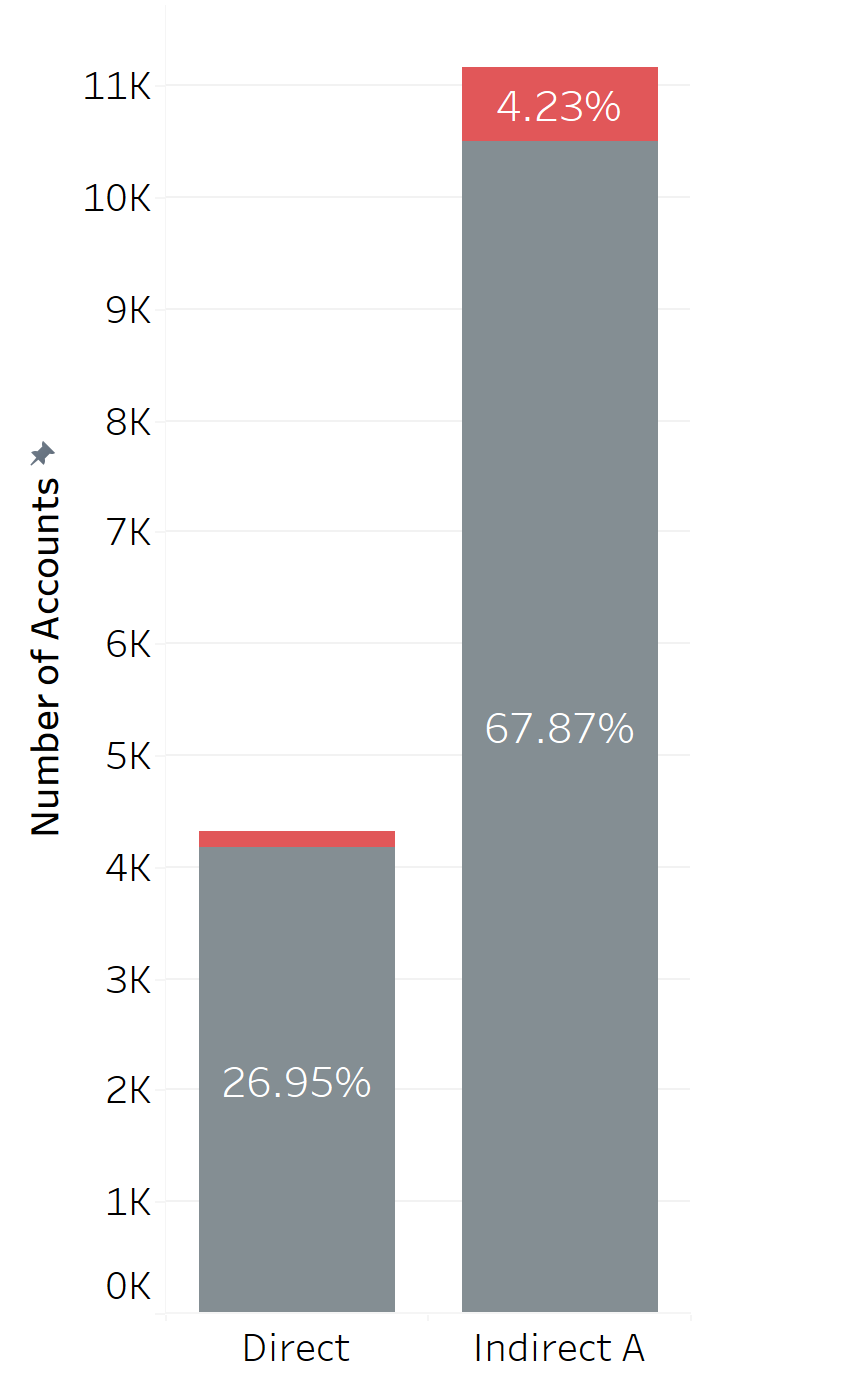 11K
10K
9K
8K
7K
6K
5K
4K
3K
2K
1K
0K
Number of Accounts
4.23%
67.87%
26.95%
Direct
Indirect A